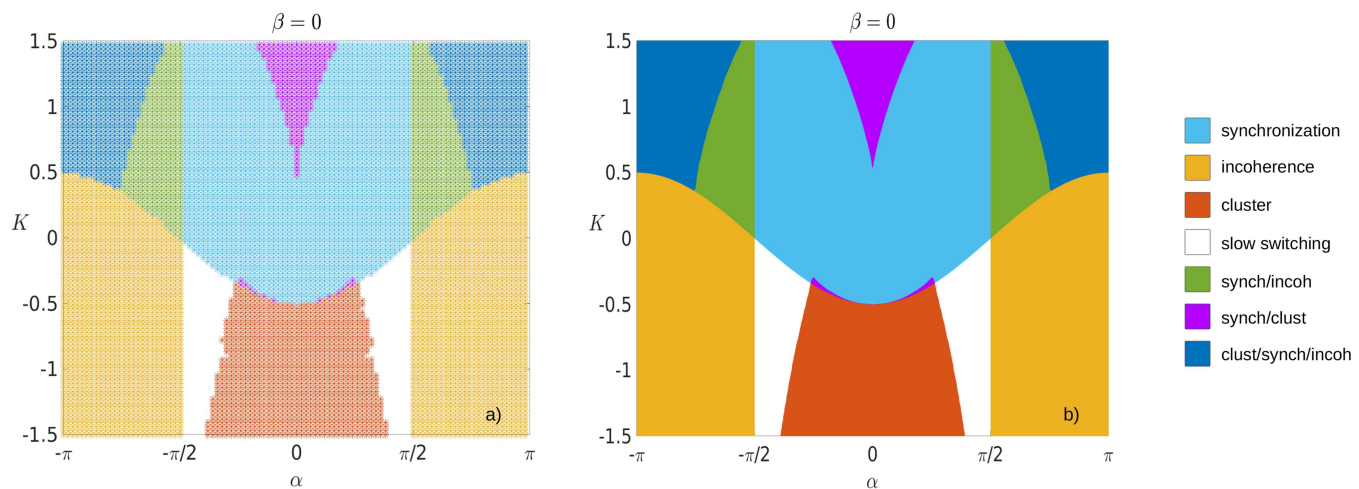 β = 0
1.5
1
0.5
K
0
-0.5
-1
-1.5
a)
-π
-π/2
0
π/2
π
α
β = 0
1.5
1
0.5
K
0
-0.5
-1
-1.5
b)
-π
-π/2
0
π/2
π
α
synchronization
incoherence
cluster
slow switching
synch/incoh
synch/clust
clust/synch/incoh